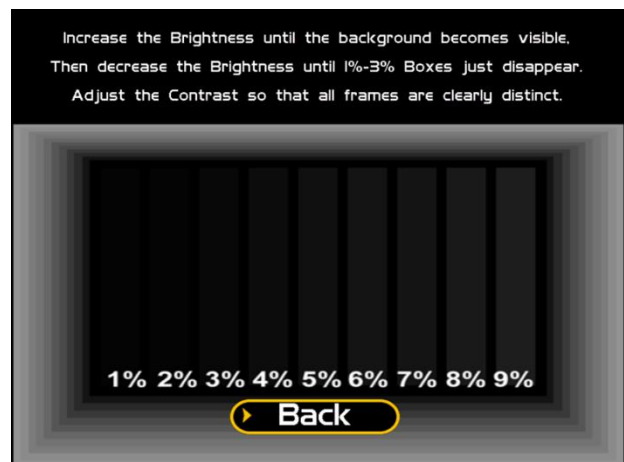 Increase the Brightness until the background becomes visible,
Then decrease the Brightness until 1%-3% Boxes just disappear.
Adjust the Contrast so that all frames are clearly distinct.
1% 2% 3% 4% 5% 6% 7% 8% 9%
Back